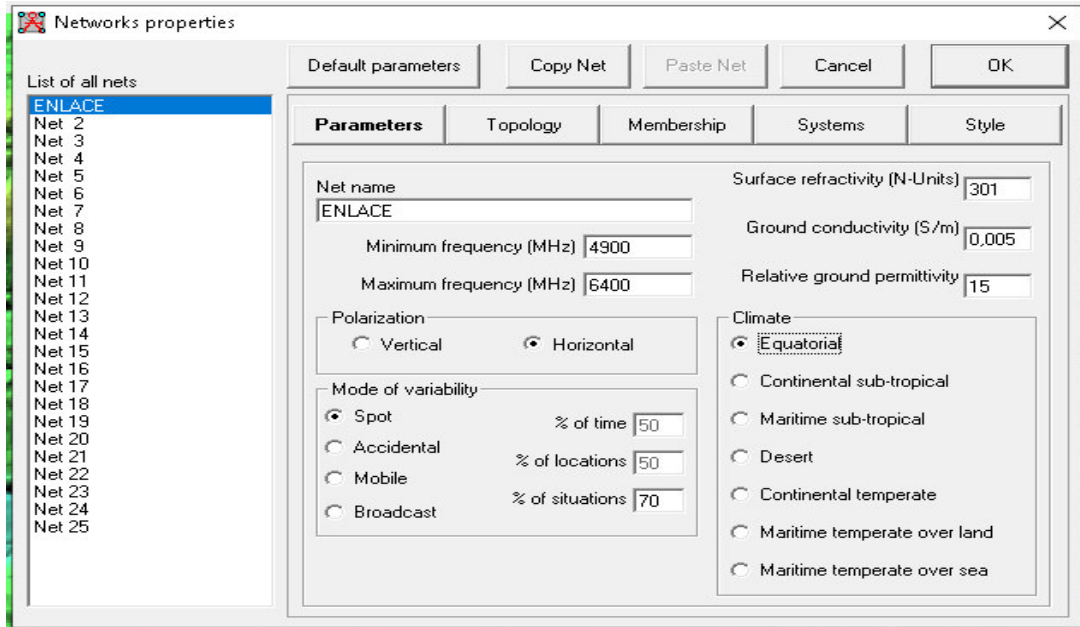 Networks properties
List of all nets
ENLACE
Net 2
Net 3
Net 4
Net 5
Net 6
Net 7
Net 8
Net 9
Net 10
Net 11
Net 12
Net 13
Net 14
Net 15
Net 16
Net 17
Net 18
Net 19
Net 20
Net 21
Net 22
Net 23
Net 24
Net 25
Default parameters Copy Net Paste Net Cancel OK
Parameters Topology Membership Systems Style
Net name
ENLACE
Minimum frequency (MHz) 4900
Maximum frequency (MHz) 6400
Polarization
Vertical Horizontal
Mode of variability
Spot
Accidental
Mobile
Broadcast
% of time 50
% of locations 50
% of situations 70
Surface refractivity (N-Units) 301
Ground conductivity (S/m) 0,005
Relative ground permittivity 15
Climate
Equatorial
Continental sub-tropical
Maritime sub-tropical
Desert
Continental temperate
Maritime temperate over land
Maritime temperate over sea